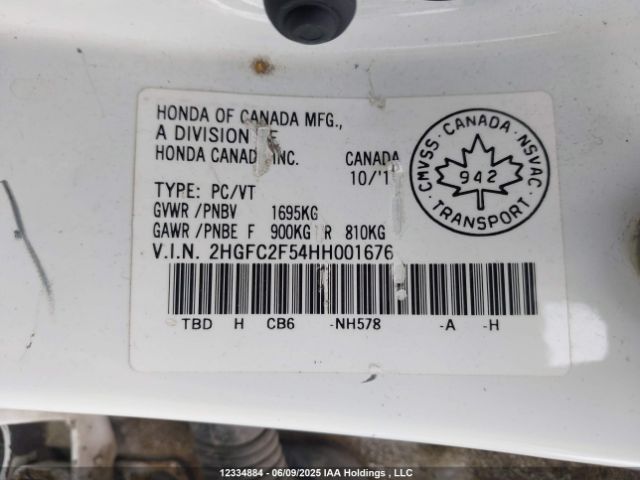 HONDA OF CANADA MFG.,
A DIVISION
HONDA INC. CANADA
10/'1
TYPE: PC/VT
GVWR /PNBV 1695KG
GAWR /PNBE F 900KG R 810KG
V.I.N. 2HGFC2F54HH001676
TBD H CB6 -NH578 -A -H
CMVSS · CANADA · NSVAC
942
TRANSPORT
12334884 - 06/09/2025 IAA Holdings , LLC